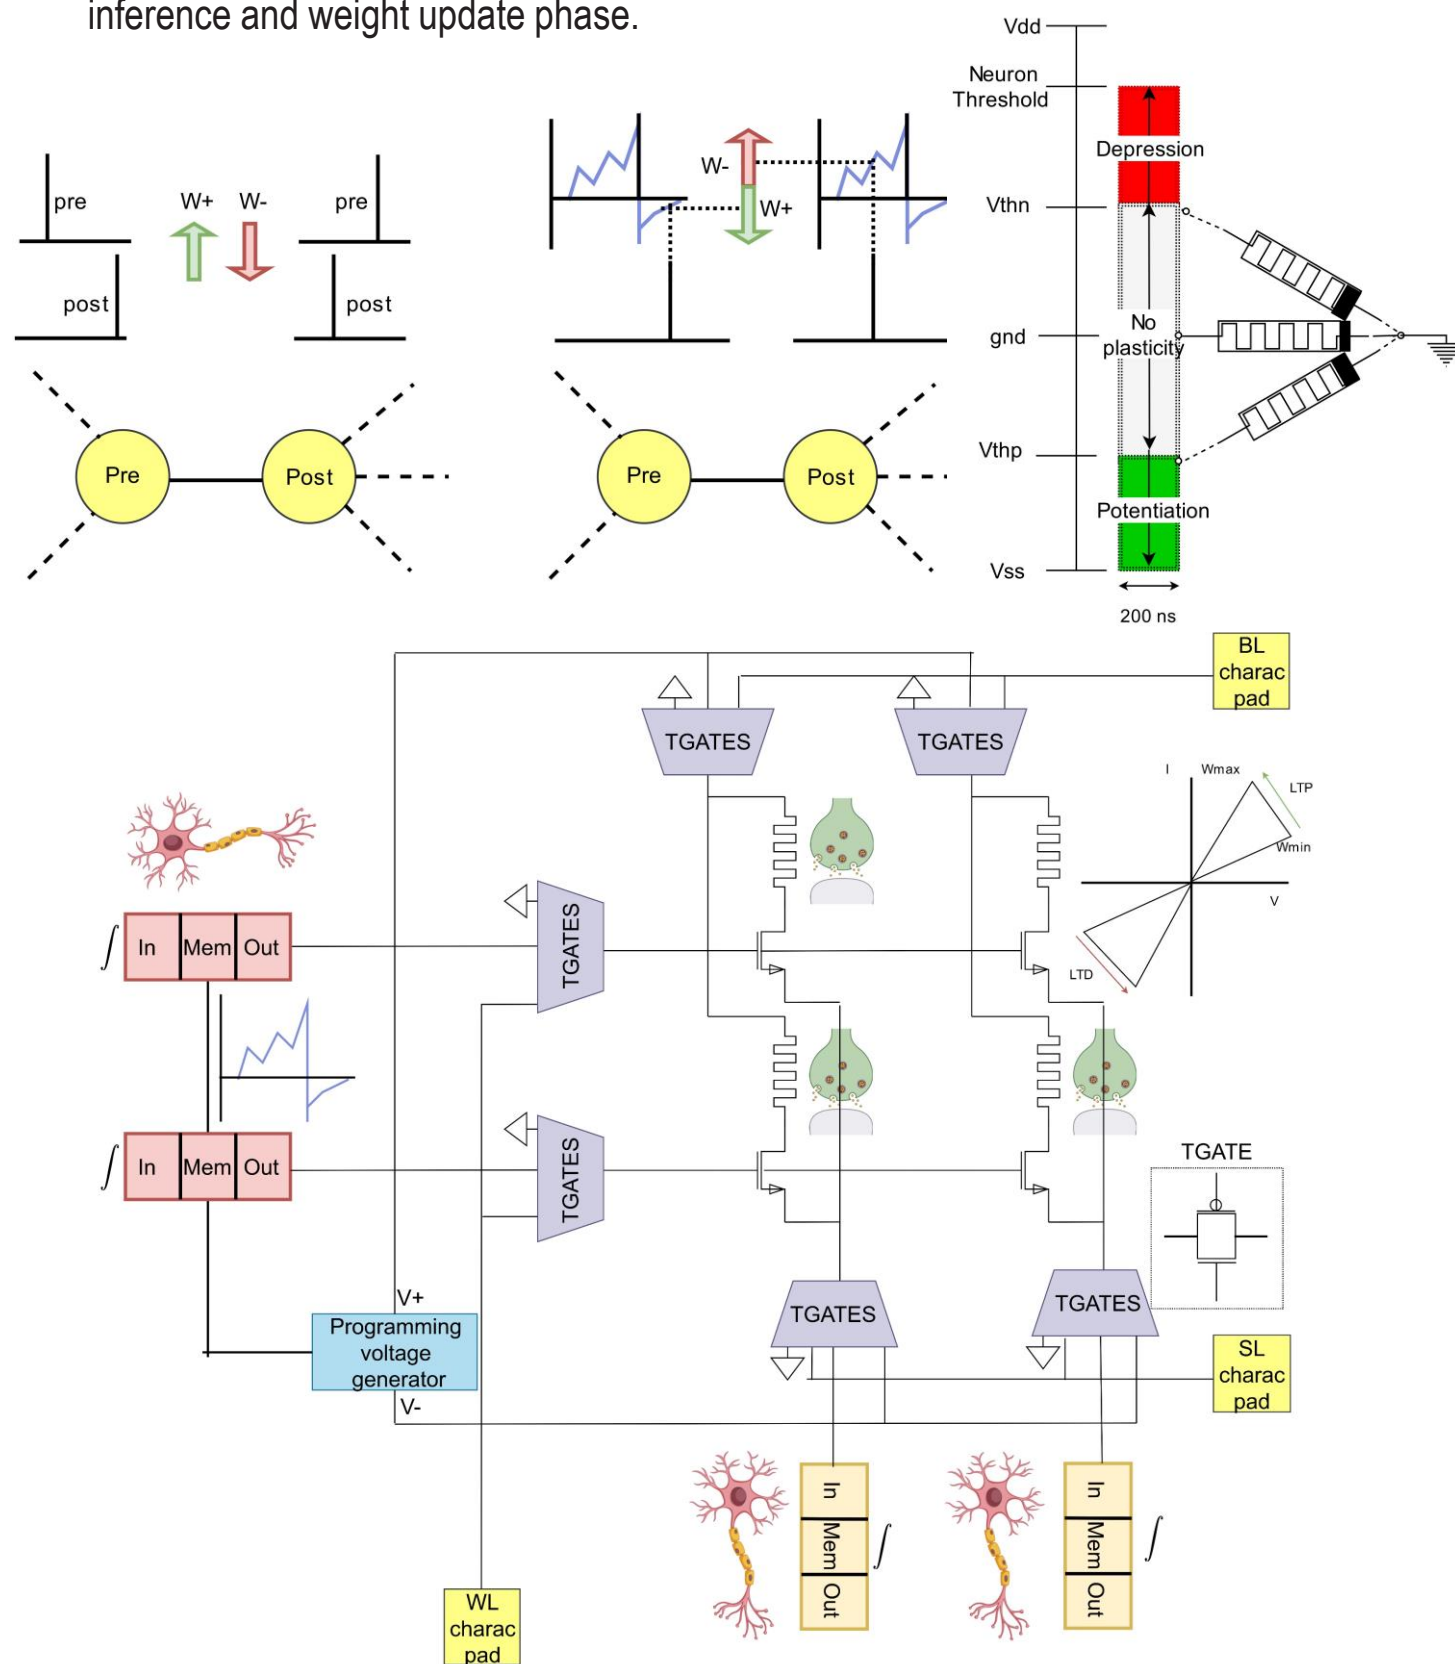 inference and weight update phase.
pre
W+
W-
pre
post
post
Pre
Post
W-
W+
Pre
Post
Vdd
Neuron
Threshold
Depression
Vthn
No
plasticity
gnd
Vthp
Potentiation
Vss
200 ns
BL
charac
pad
TGATES
TGATES
I
Wmax
LTP
Wmin
V
LTD
∫
In
Mem
Out
TGATES
∫
In
Mem
Out
TGATES
TGATE
V+
Programming
voltage
generator
V-
TGATES
TGATES
SL
charac
pad
In
Mem
Out
∫
In
Mem
Out
∫
WL
charac
pad